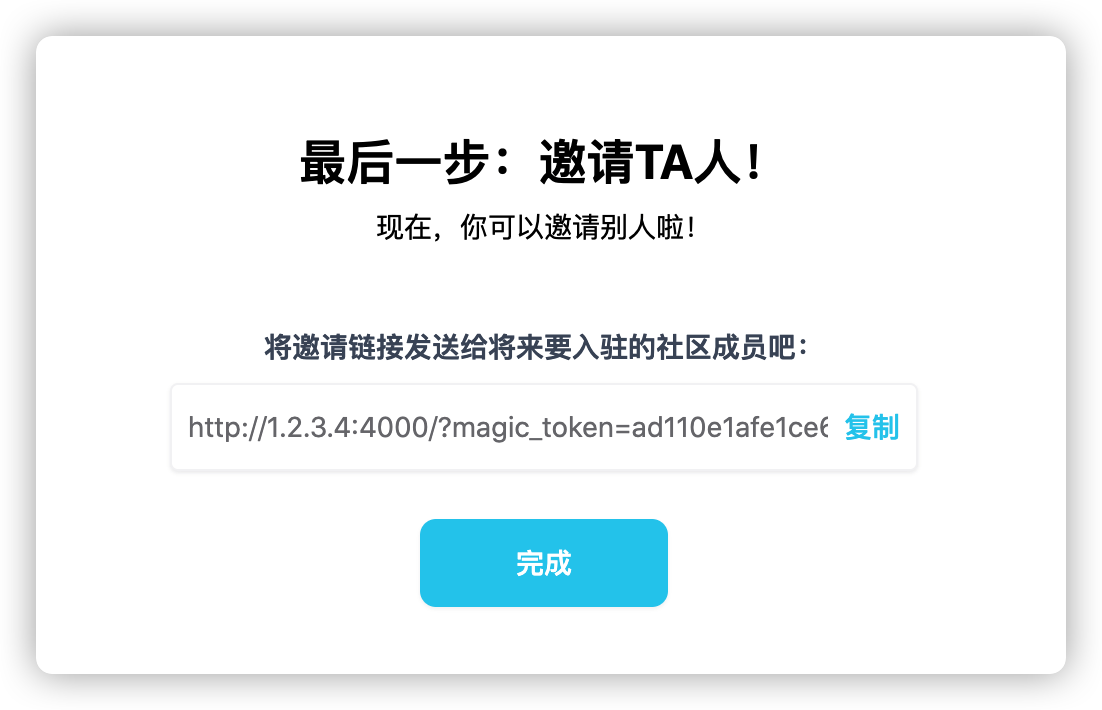 最后一步：邀请TA人！
现在，你可以邀请别人啦！
将邀请链接发送给将来要入驻的社区成员吧：
http://1.2.3.4:4000/?magic_token=ad110e1afe1ce6 复制
完成